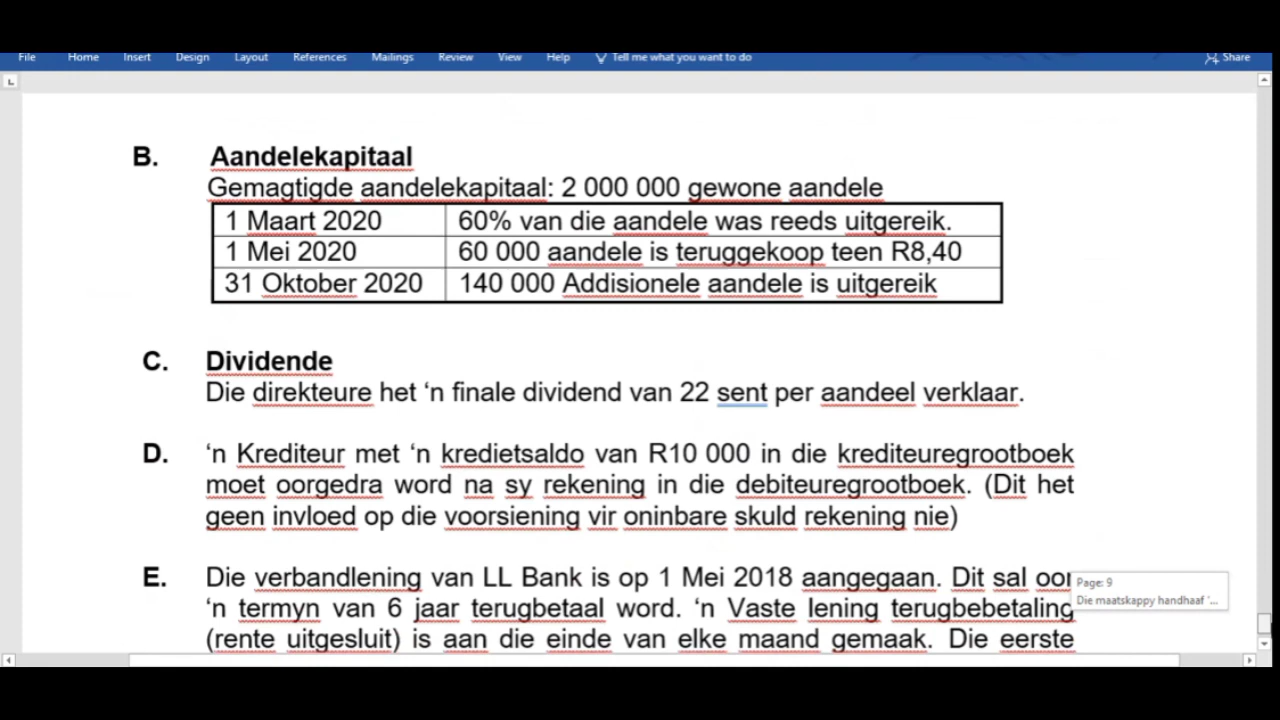 File Home Insert Design Layout References Mailings Review View Help Tell me what you want to do Share
B. Aandelekapitaal
Gemagtigde aandelekapitaal: 2 000 000 gewone aandele
1 Maart 2020 60% van die aandele was reeds uitgereik.
1 Mei 2020 60 000 aandele is teruggekoop teen R8,40
31 Oktober 2020 140 000 Addisionele aandele is uitgereik
C. Dividende
Die direkteure het ‘n finale dividend van 22 sent per aandeel verklaar.
D. ‘n Krediteur met ‘n kredietsaldo van R10 000 in die krediteuregrootboek
moet oorgedra word na sy rekening in die debiteuregrootboek. (Dit het
geen invloed op die voorsiening vir oninbare skuld rekening nie)
E. Die verbandlening van LL Bank is op 1 Mei 2018 aangegaan. Dit sal oor
‘n termyn van 6 jaar terugbetaal word. ‘n Vaste lening terugbebetaling
(rente uitgesluit) is aan die einde van elke maand gemaak. Die eerste
Page: 9
Die maatskappy handhaaf '...